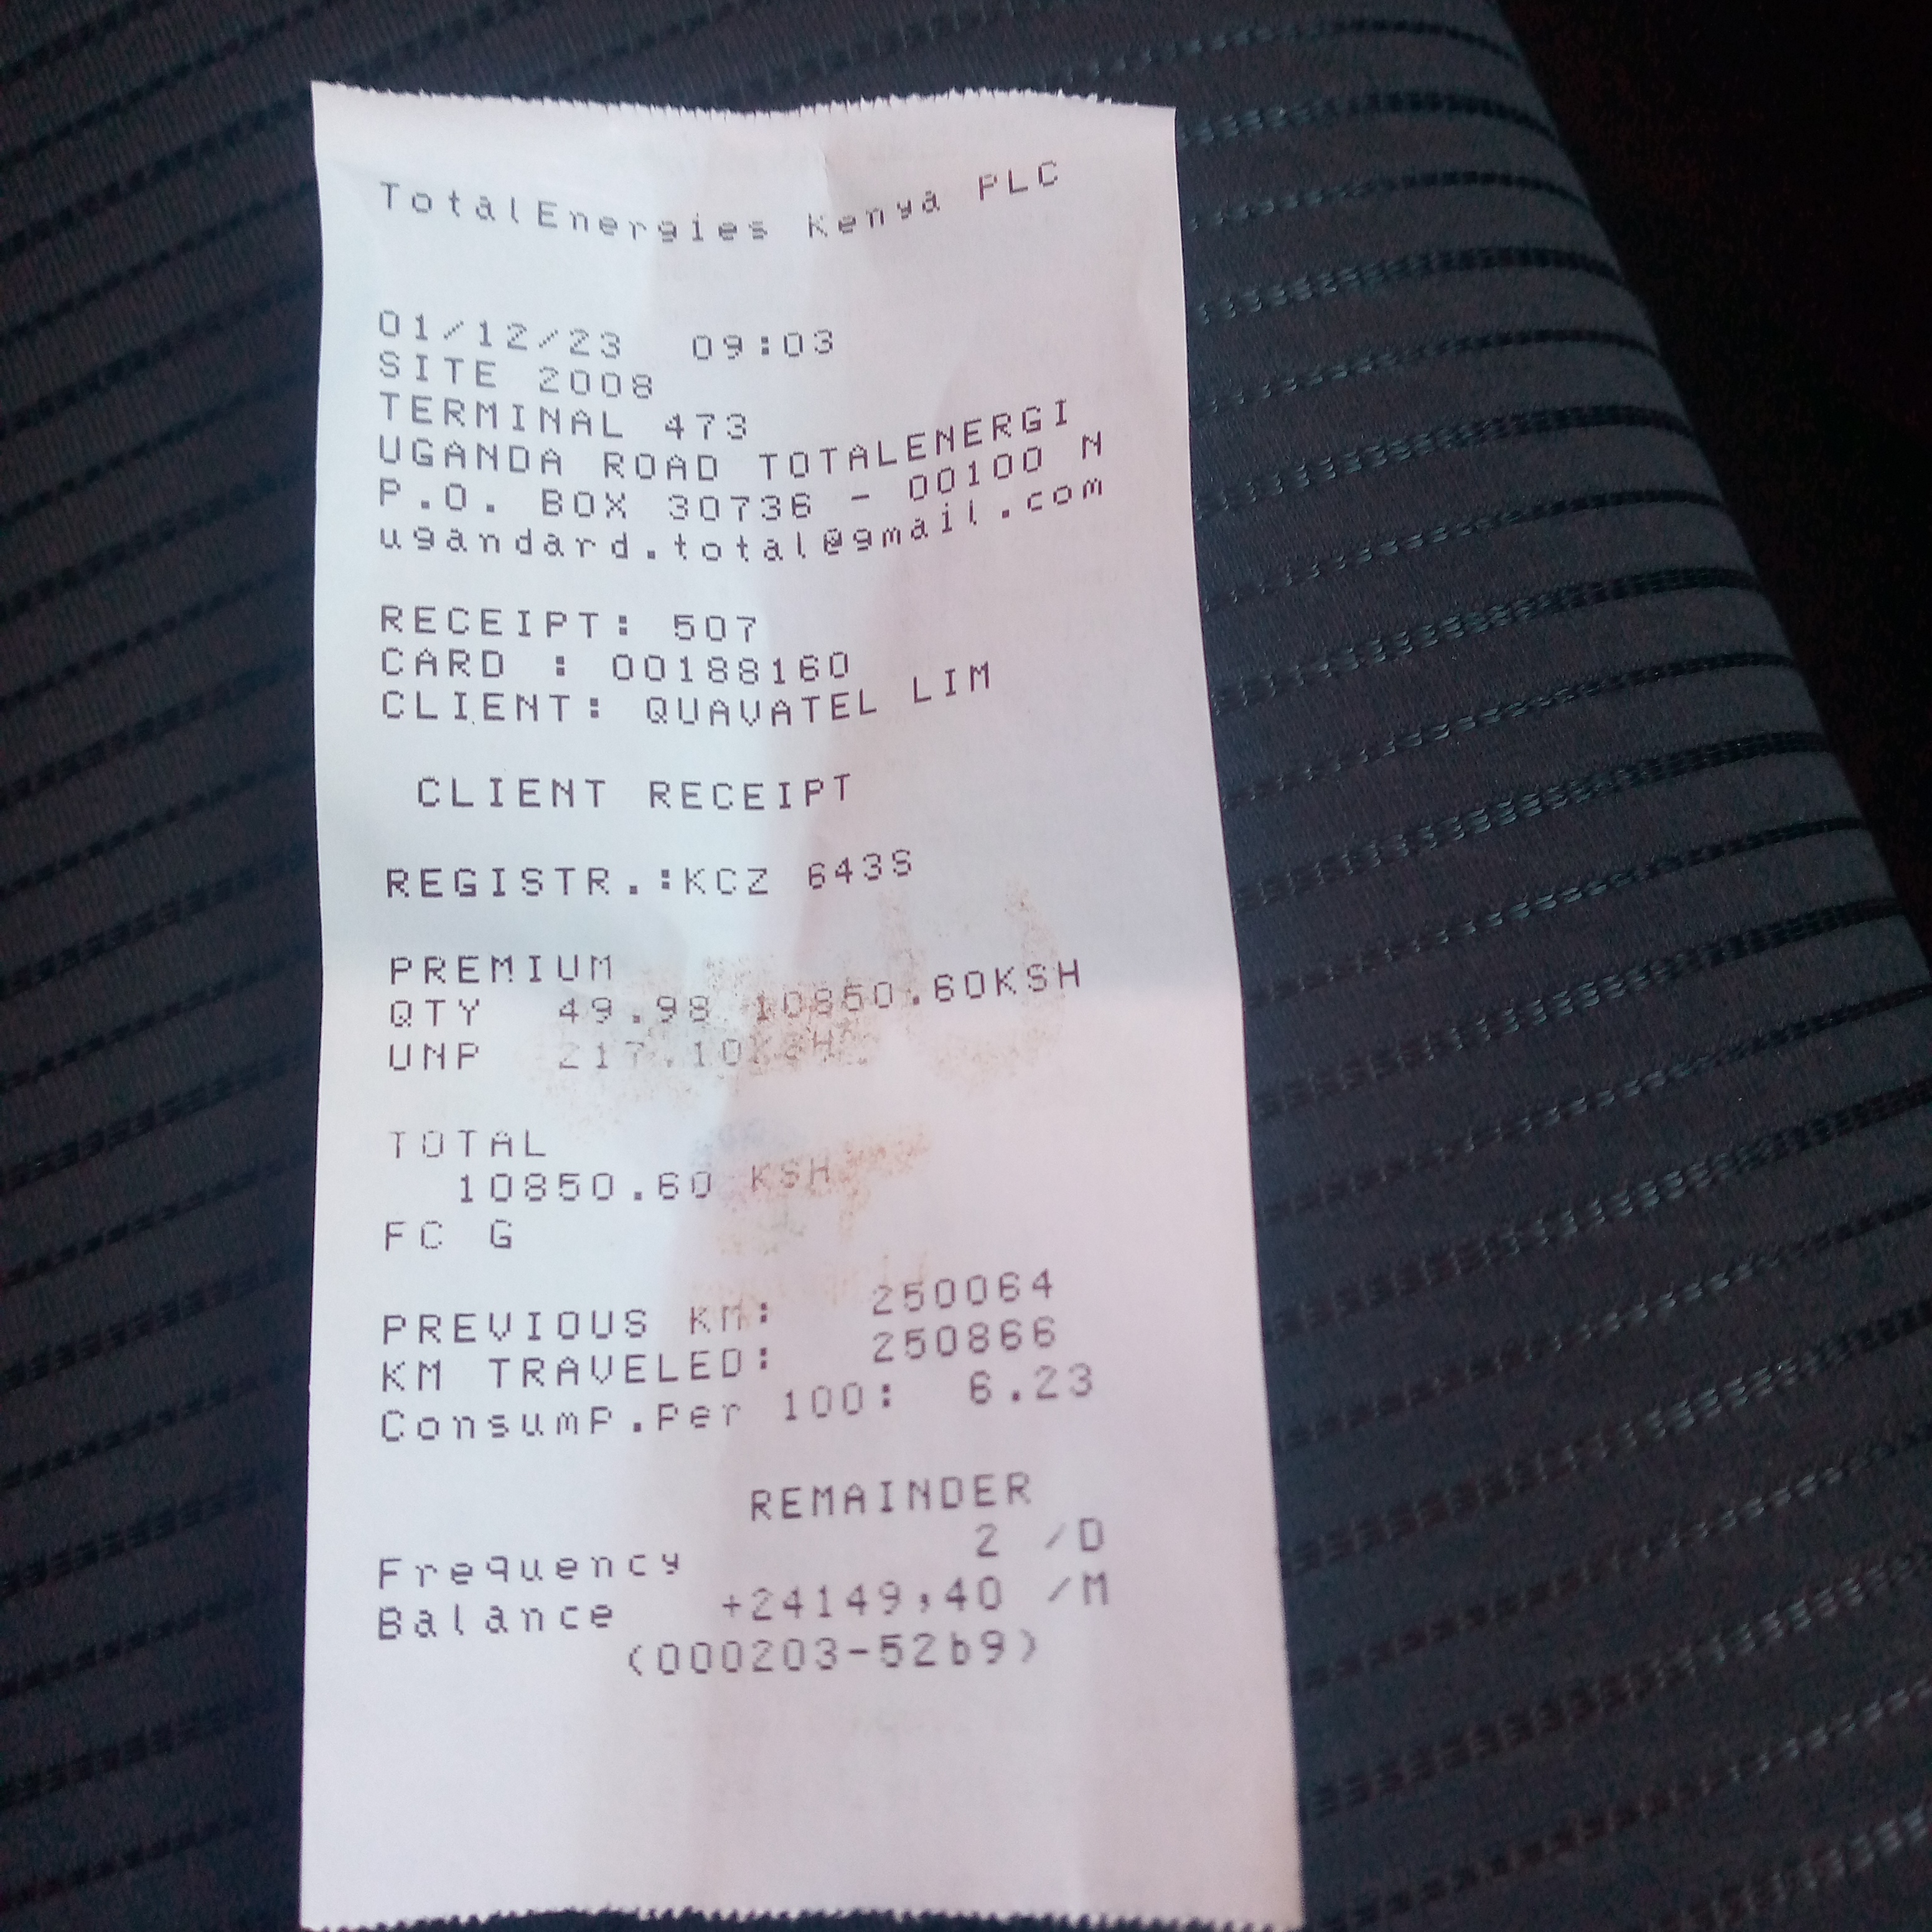 TotalEnergies Kenya PLC
01/12/23 09:03
SITE 2008
TERMINAL 473
UGANDA ROAD TOTALENERGI
P.O. BOX 30736 - 00100 N
ugandard.total@gmail.com
RECEIPT: 507
CARD : 00188160
CLIENT: QUAVATEL LIM
CLIENT RECEIPT
REGISTR.:KCZ 643S
PREMIUM
QTY 49.98 10850.60KSH
UNP 217.10KSH
TOTAL
10850.60 KSH
FC G
PREVIOUS KM: 250064
KM TRAVELED: 250866
Consump.Per 100: 6.23
REMAINDER
Frequency 2 /D
Balance +24149,40 /M
(000203-52b9)